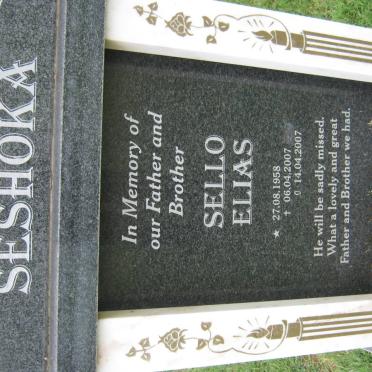 SESHOKA
In Memory of
our Father and
Brother
SELLO
ELIAS
★ 27.08.1958
† 06.04.2007
▯ 14.04.2007
He will be sadly missed.
What a lovely and great
Father and Brother we had.